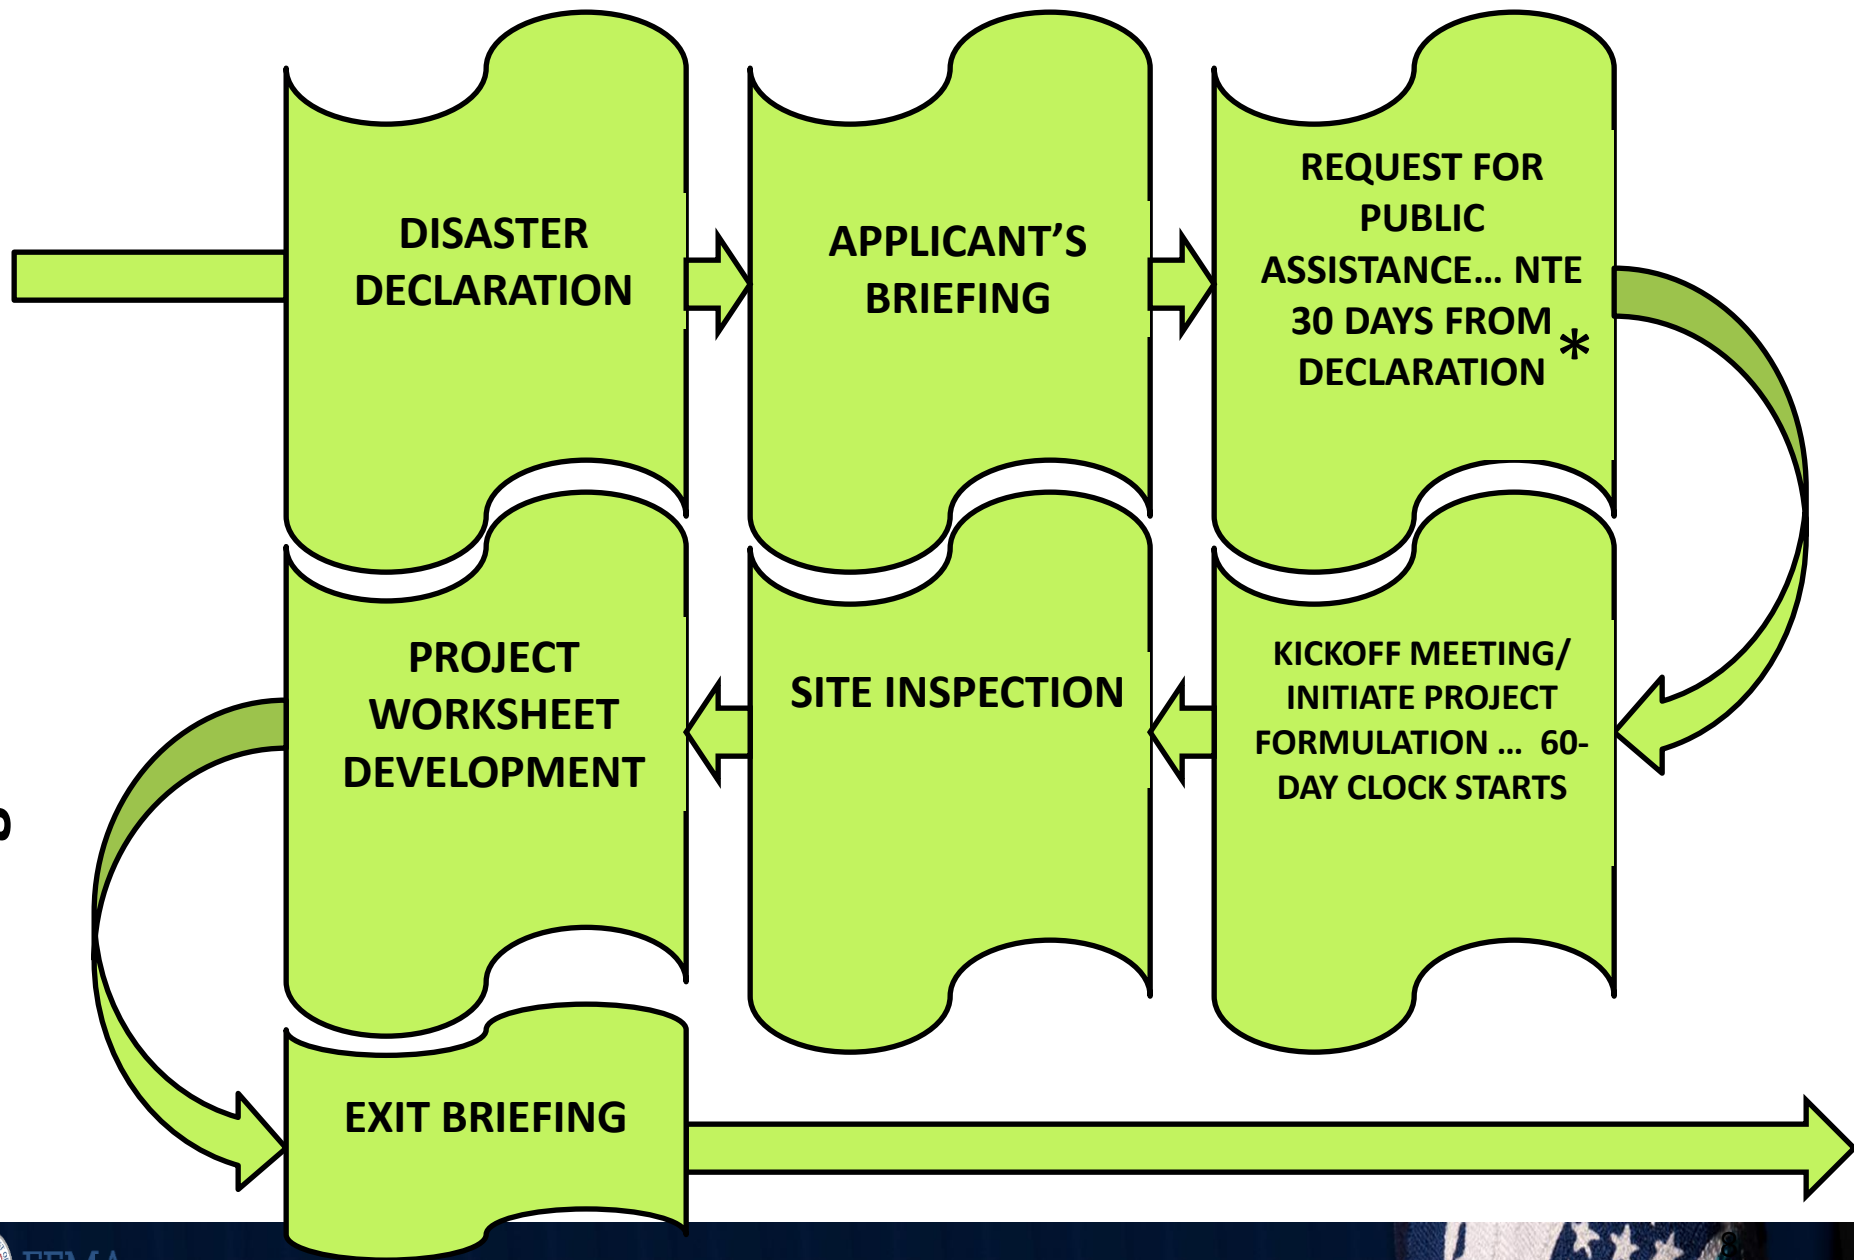 DISASTER
DECLARATION
APPLICANT’S
BRIEFING
REQUEST FOR
PUBLIC
ASSISTANCE… NTE
30 DAYS FROM
DECLARATION *
KICKOFF MEETING/
INITIATE PROJECT
FORMULATION … 60-
DAY CLOCK STARTS
SITE INSPECTION
PROJECT
WORKSHEET
DEVELOPMENT
EXIT BRIEFING